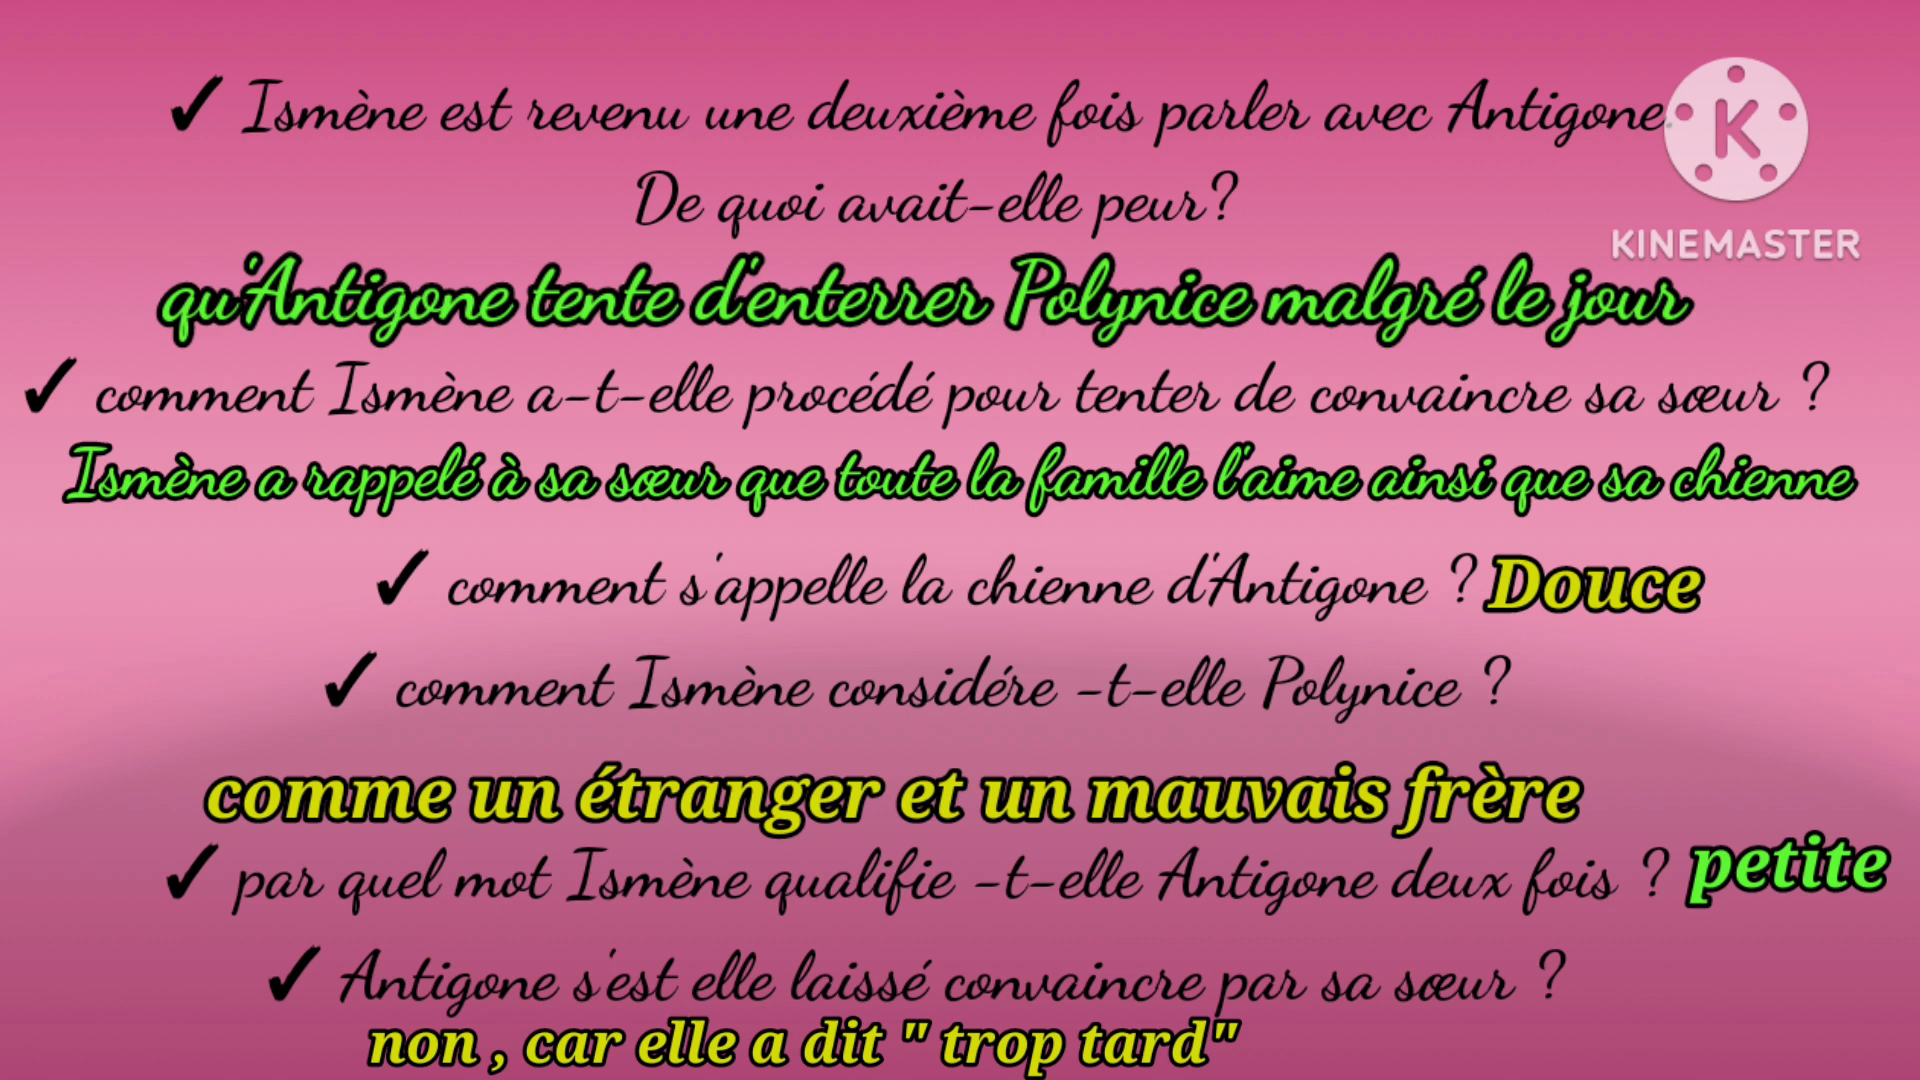 ✓ Ismène est revenu une deuxième fois parler avec Antigone.
De quoi avait-elle peur?
qu'Antigone tente d'enterrer Polynice malgré le jour
✓ comment Ismène a-t-elle procédé pour tenter de convaincre sa sœur ?
Ismène a rappelé à sa sœur que toute la famille l'aime ainsi que sa chienne
✓ comment s'appelle la chienne d'Antigone ? Douce
✓ comment Ismène considére -t-elle Polynice ?
comme un étranger et un mauvais frère
✓ par quel mot Ismène qualifie -t-elle Antigone deux fois ? petite
✓ Antigone s'est elle laissé convaincre par sa sœur ?
non , car elle a dit " trop tard"
K
KINEMASTER